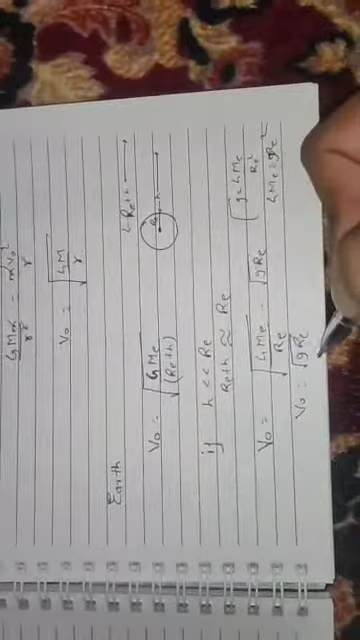 GMm/r² = mv₀²/r
V₀ = √(GM/r)
Earth
← Re+h →
V₀ = √(GMe/(Re+h))
if h << Re
Re+h ≈ Re
V₀ = √(GMe/Re) = √gRe [g = GMe/Re²
GMe = gRe²
V₀ = √gRe